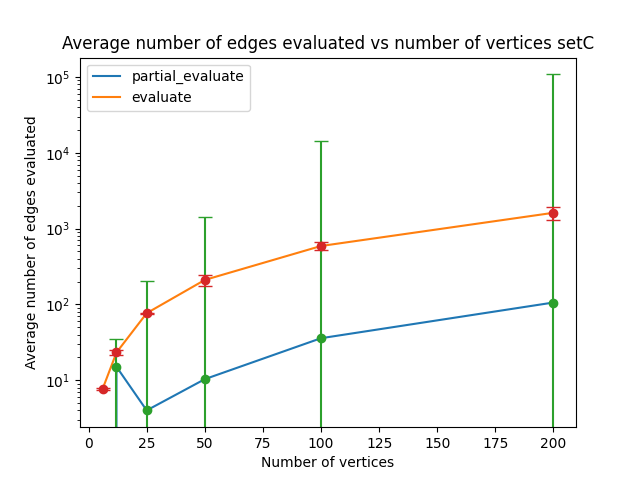 Average number of edges evaluated vs number of vertices setC
partial_evaluate
evaluate
Average number of edges evaluated
10^5
10^4
10^3
10^2
10^1
0 25 50 75 100 125 150 175 200
Number of vertices